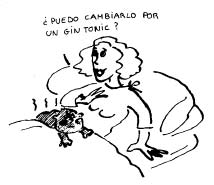 ¿PUEDO CAMBIARLO POR
UN GIN TONIC?